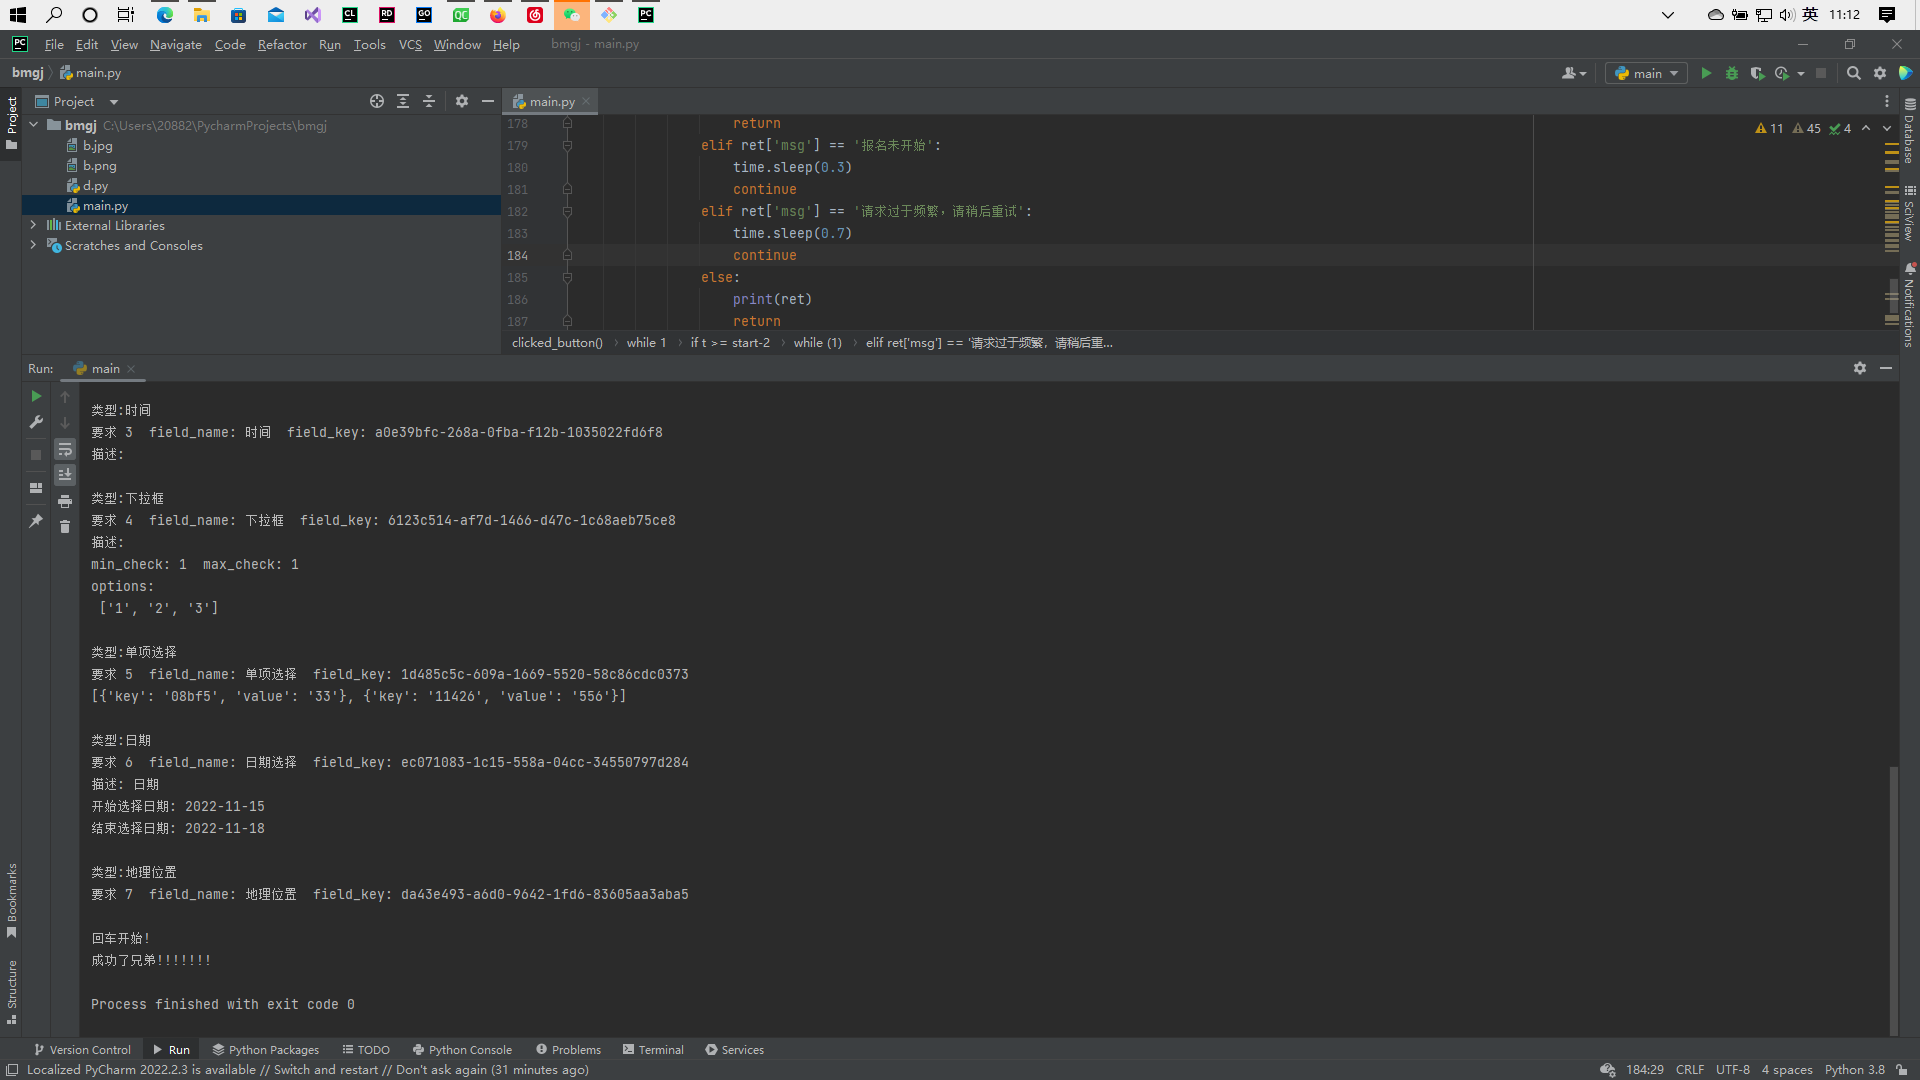 CL
RD
GO
QC
PC
英
11:12
PC
File Edit View Navigate Code Refactor Run Tools VCS Window Help
bmgj - main.py
bmgj main.py
main
Project
main.py
bmgj C:\Users\20882\PycharmProjects\bmgj
b.jpg
b.png
d.py
main.py
External Libraries
Scratches and Consoles
11 45 4
178 return
179 elif ret['msg'] == '报名未开始':
180 time.sleep(0.3)
181 continue
182 elif ret['msg'] == '请求过于频繁，请稍后重试':
183 time.sleep(0.7)
184 continue
185 else:
186 print(ret)
187 return
clicked_button() while 1 if t >= start-2 while (1) elif ret['msg'] == '请求过于频繁，请稍后重...
Project
Bookmarks
Structure
Database
SciView
Notifications
Run: main
类型:时间
要求 3 field_name: 时间 field_key: a0e39bfc-268a-0fba-f12b-1035022fd6f8
描述:
类型:下拉框
要求 4 field_name: 下拉框 field_key: 6123c514-af7d-1466-d47c-1c68aeb75ce8
描述:
min_check: 1 max_check: 1
options:
['1', '2', '3']
类型:单项选择
要求 5 field_name: 单项选择 field_key: 1d485c5c-609a-1669-5520-58c86cdc0373
[{'key': '08bf5', 'value': '33'}, {'key': '11426', 'value': '556'}]
类型:日期
要求 6 field_name: 日期选择 field_key: ec071083-1c15-558a-04cc-34550797d284
描述: 日期
开始选择日期: 2022-11-15
结束选择日期: 2022-11-18
类型:地理位置
要求 7 field_name: 地理位置 field_key: da43e493-a6d0-9642-1fd6-83605aa3aba5
回车开始!
成功了兄弟!!!!!!!
Process finished with exit code 0
Version Control Run Python Packages TODO Python Console Problems Terminal Services
Localized PyCharm 2022.2.3 is available // Switch and restart // Don't ask again (31 minutes ago)
184:29 CRLF UTF-8 4 spaces Python 3.8